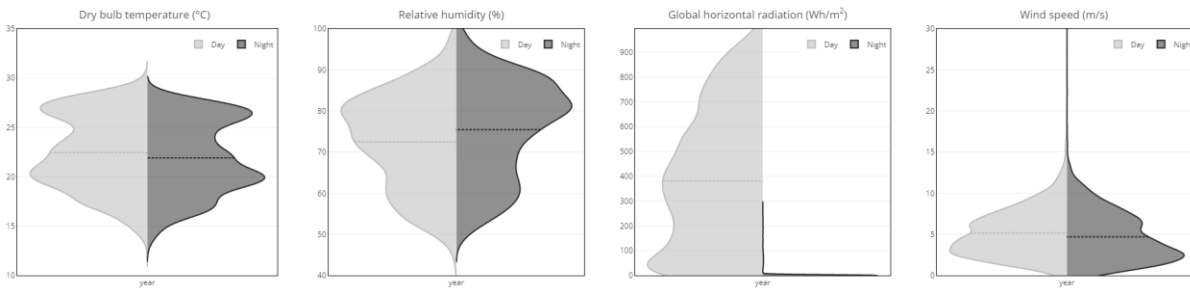 Dry bulb temperature (°C)
Day Night
35
30
25
20
15
10
year
Relative humidity (%)
Day Night
100
90
80
70
60
50
40
year
Global horizontal radiation (Wh/m²)
Day Night
900
800
700
600
500
400
300
200
100
0
year
Wind speed (m/s)
Day Night
30
25
20
15
10
5
0
year